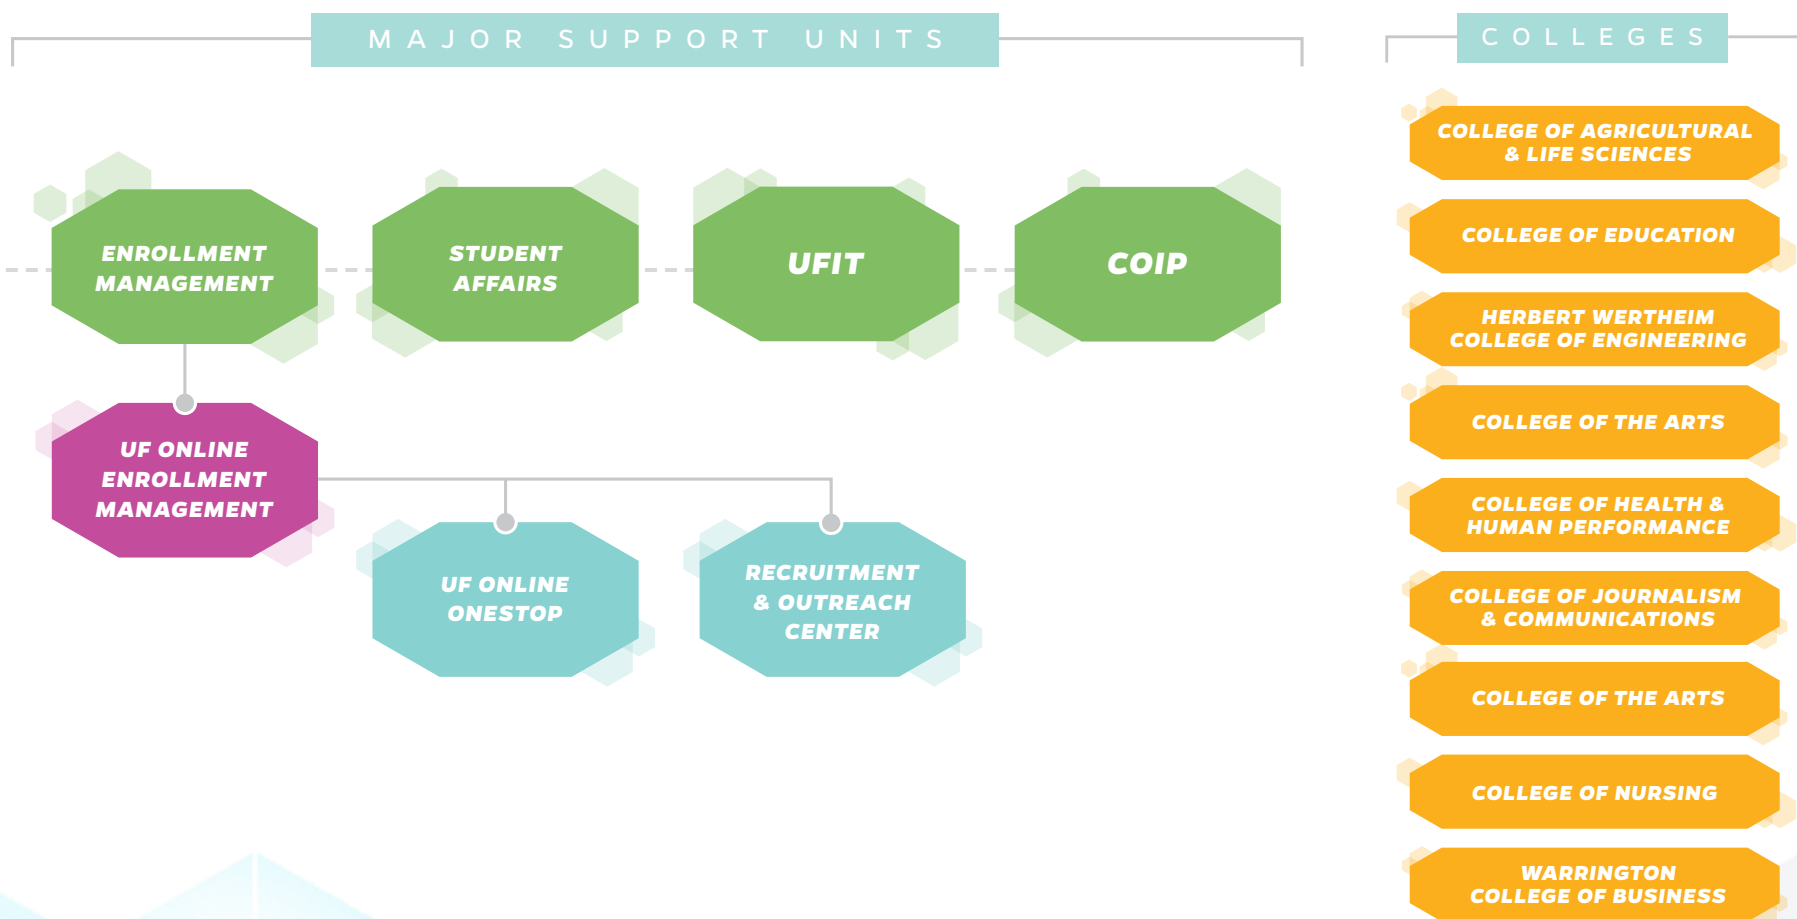 MAJOR SUPPORT UNITS
ENROLLMENT
MANAGEMENT
STUDENT
AFFAIRS
UFIT
COIP
UF ONLINE
ENROLLMENT
MANAGEMENT
UF ONLINE
ONESTOP
RECRUITMENT
& OUTREACH
CENTER
COLLEGES
COLLEGE OF AGRICULTURAL
& LIFE SCIENCES
COLLEGE OF EDUCATION
HERBERT WERTHEIM
COLLEGE OF ENGINEERING
COLLEGE OF THE ARTS
COLLEGE OF HEALTH &
HUMAN PERFORMANCE
COLLEGE OF JOURNALISM
& COMMUNICATIONS
COLLEGE OF THE ARTS
COLLEGE OF NURSING
WARRINGTON
COLLEGE OF BUSINESS